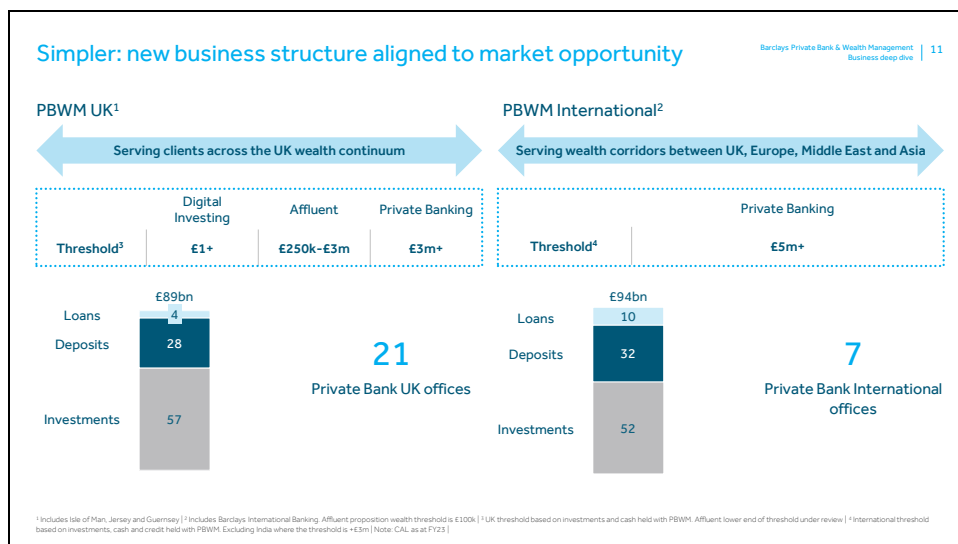 Simpler: new business structure aligned to market opportunity
Barclays Private Bank & Wealth Management
Business deep dive
11
PBWM UK¹
Serving clients across the UK wealth continuum
Digital
Investing
Affluent
Private Banking
Threshold³
£1+
£250k-£3m
£3m+
£89bn
Loans
4
Deposits
28
Investments
57
21
Private Bank UK offices
PBWM International²
Serving wealth corridors between UK, Europe, Middle East and Asia
Private Banking
Threshold⁴
£5m+
£94bn
Loans
10
Deposits
32
Investments
52
7
Private Bank International
offices
¹ Includes Isle of Man, Jersey and Guernsey | ² Includes Barclays International Banking. Affluent proposition wealth threshold is £100k | ³ UK threshold based on investments and cash held with PBWM. Affluent lower end of threshold under review | ⁴ International threshold
based on investments, cash and credit held with PBWM. Excluding India where the threshold is +£3m | Note: CAL as at FY23 |